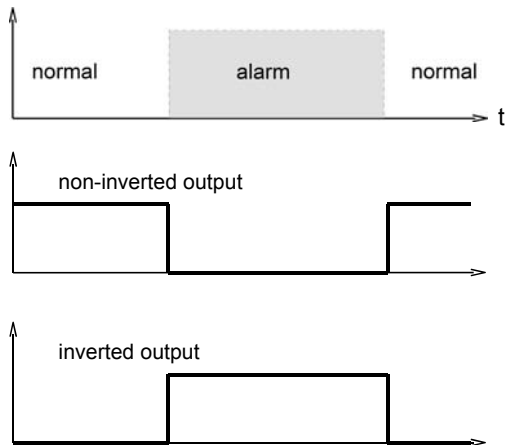 normal alarm normal
t
non-inverted output
inverted output